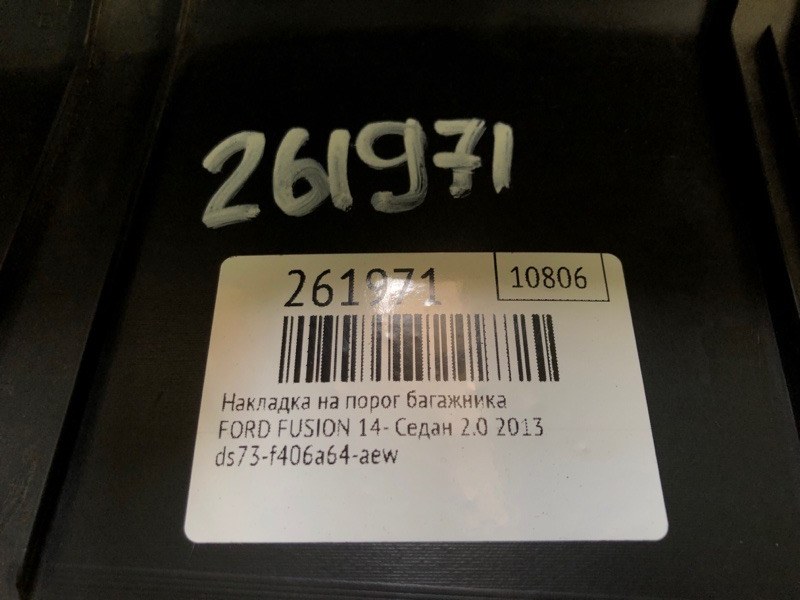 261971
261971 10806
Накладка на порог багажника
FORD FUSION 14- Седан 2.0 2013
ds73-f406a64-aew